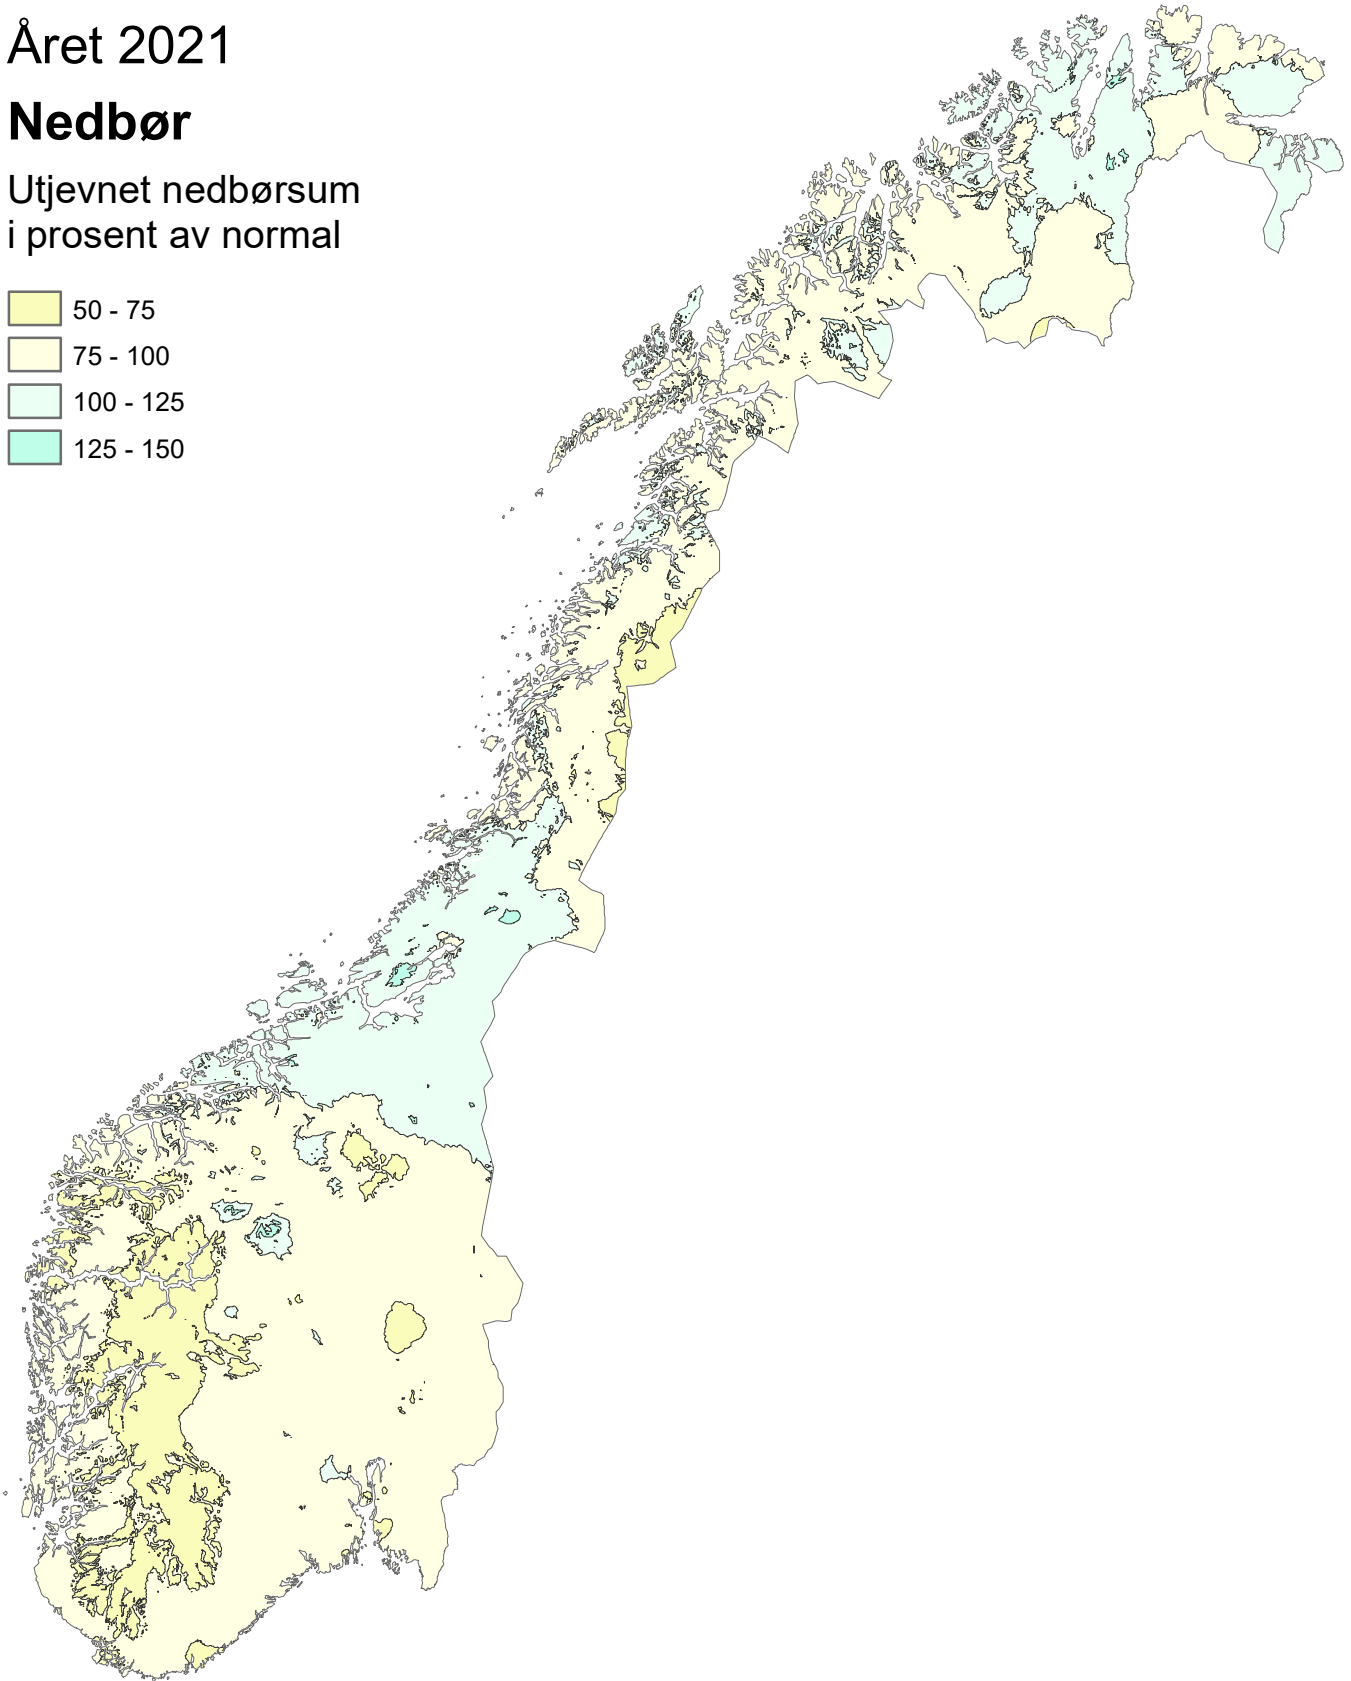 Året 2021
Nedbør
Utjevnet nedbørsum
i prosent av normal
50 - 75
75 - 100
100 - 125
125 - 150